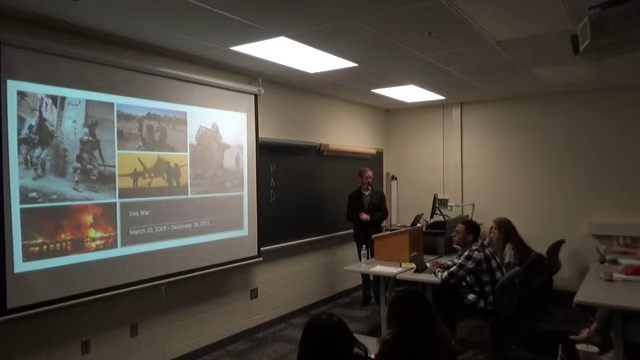 Iraq War
March 20, 2003 – December 18, 2011